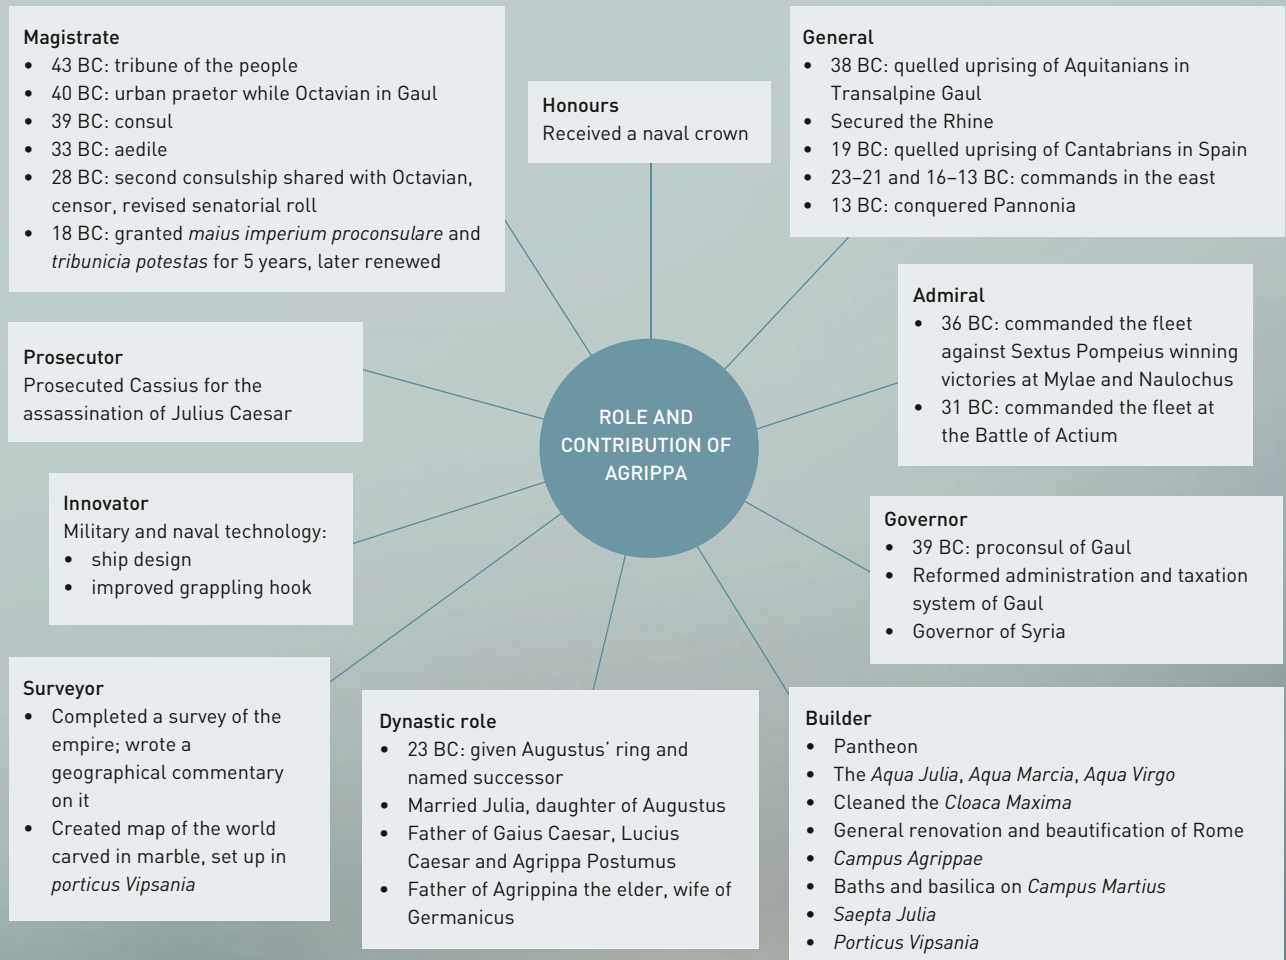 Magistrate
• 43 BC: tribune of the people
• 40 BC: urban praetor while Octavian in Gaul
• 39 BC: consul
• 33 BC: aedile
• 28 BC: second consulship shared with Octavian,
censor, revised senatorial roll
• 18 BC: granted maius imperium proconsulare and
tribunicia potestas for 5 years, later renewed
Honours
Received a naval crown
General
• 38 BC: quelled uprising of Aquitanians in
Transalpine Gaul
• Secured the Rhine
• 19 BC: quelled uprising of Cantabrians in Spain
• 23–21 and 16–13 BC: commands in the east
• 13 BC: conquered Pannonia
Prosecutor
Prosecuted Cassius for the
assassination of Julius Caesar
ROLE AND
CONTRIBUTION OF
AGRIPPA
Admiral
• 36 BC: commanded the fleet
against Sextus Pompeius winning
victories at Mylae and Naulochus
• 31 BC: commanded the fleet at
the Battle of Actium
Innovator
Military and naval technology:
• ship design
• improved grappling hook
Governor
• 39 BC: proconsul of Gaul
• Reformed administration and taxation
system of Gaul
• Governor of Syria
Surveyor
• Completed a survey of the
empire; wrote a
geographical commentary
on it
• Created map of the world
carved in marble, set up in
porticus Vipsania
Dynastic role
• 23 BC: given Augustus’ ring and
named successor
• Married Julia, daughter of Augustus
• Father of Gaius Caesar, Lucius
Caesar and Agrippa Postumus
• Father of Agrippina the elder, wife of
Germanicus
Builder
• Pantheon
• The Aqua Julia, Aqua Marcia, Aqua Virgo
• Cleaned the Cloaca Maxima
• General renovation and beautification of Rome
• Campus Agrippae
• Baths and basilica on Campus Martius
• Saepta Julia
• Porticus Vipsania